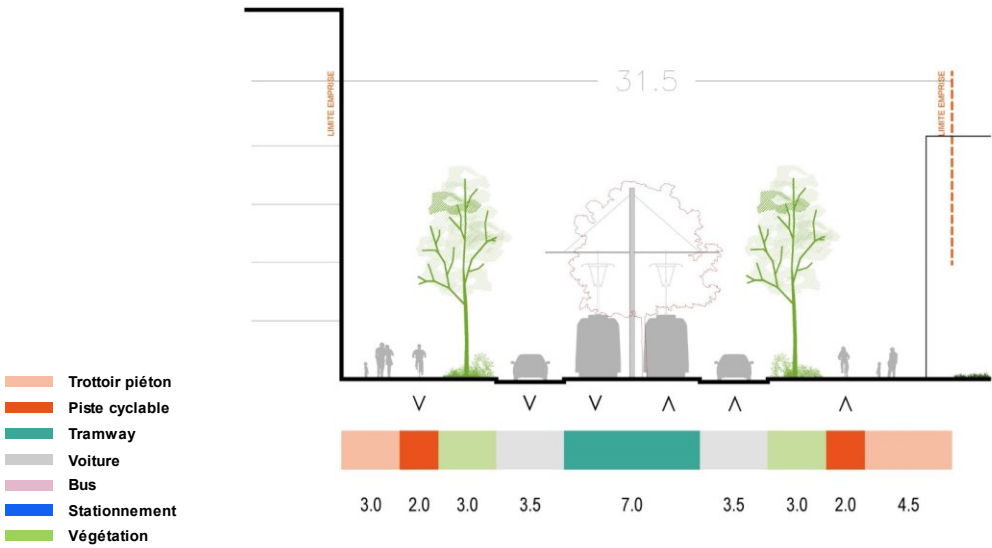 31.5
LIMITE EMPRISE
LIMITE EMPRISE
Trottoir piéton
Piste cyclable
Tramway
Voiture
Bus
Stationnement
Végétation
3.0 2.0 3.0 3.5 7.0 3.5 3.0 2.0 4.5